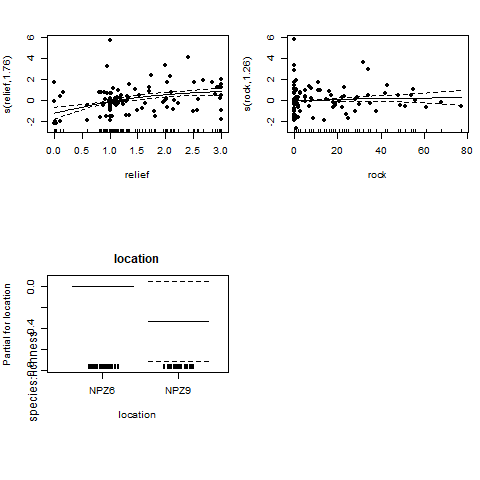 s(relief,1.76)
6
4
2
0
-2
0.0 0.5 1.0 1.5 2.0 2.5 3.0
relief
s(rock,1.26)
6
4
2
0
-2
0 20 40 60 80
rock
location
Partial for location
species:richness
0.0
NPZ6 NPZ9
location